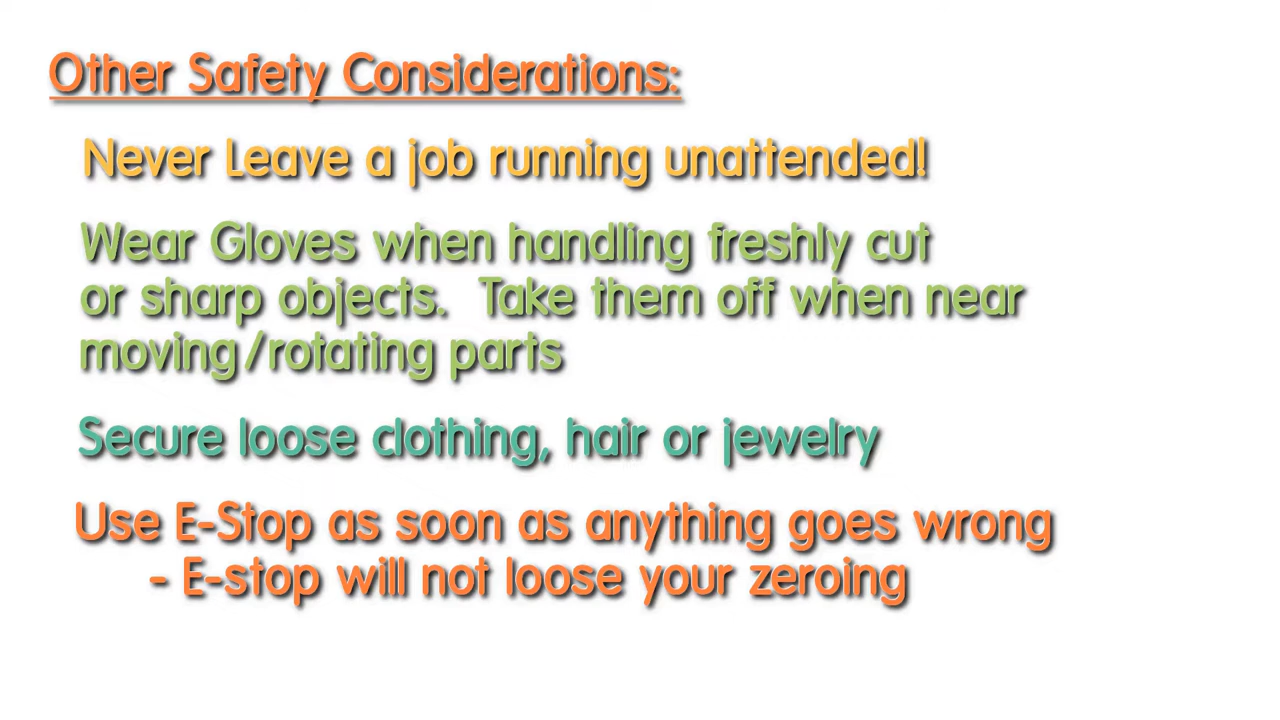 Other Safety Considerations:
Never Leave a job running unattended!
Wear Gloves when handling freshly cut
or sharp objects.  Take them off when near
moving/rotating parts
Secure loose clothing, hair or jewelry
Use E-Stop as soon as anything goes wrong
- E-stop will not loose your zeroing